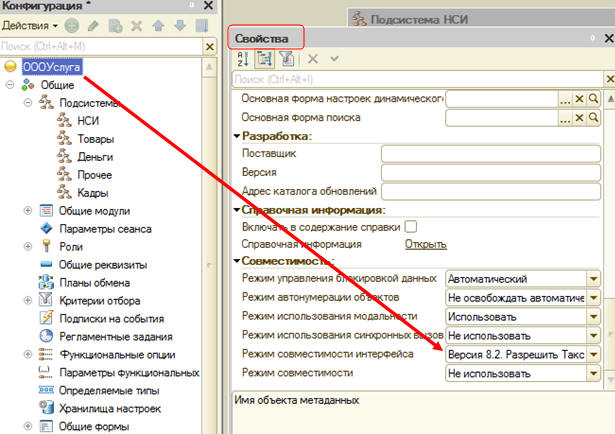 Конфигурация *
Действия
Поиск (Ctrl+Alt+M)
ОООУслуга
Общие
Подсистемы
НСИ
Товары
Деньги
Прочее
Кадры
Общие модули
Параметры сеанса
Роли
Общие реквизиты
Планы обмена
Критерии отбора
Подписки на события
Регламентные задания
Функциональные опции
Параметры функциональных
Определяемые типы
Хранилища настроек
Общие формы
Подсистема НСИ
Свойства
Поиск (Ctrl+Alt+I)
Основная форма настроек динамического
Основная форма поиска
Разработка:
Поставщик
Версия
Адрес каталога обновлений
Справочная информация:
Включать в содержание справки
Справочная информация Открыть
Совместимость:
Режим управления блокировкой данных Автоматический
Режим автонумерации объектов Не освобождать автоматиче
Режим использования модальности Использовать
Режим использования синхронных вызов Не использовать
Режим совместимости интерфейса Версия 8.2. Разрешить Такс
Режим совместимости Не использовать
Имя объекта метаданных